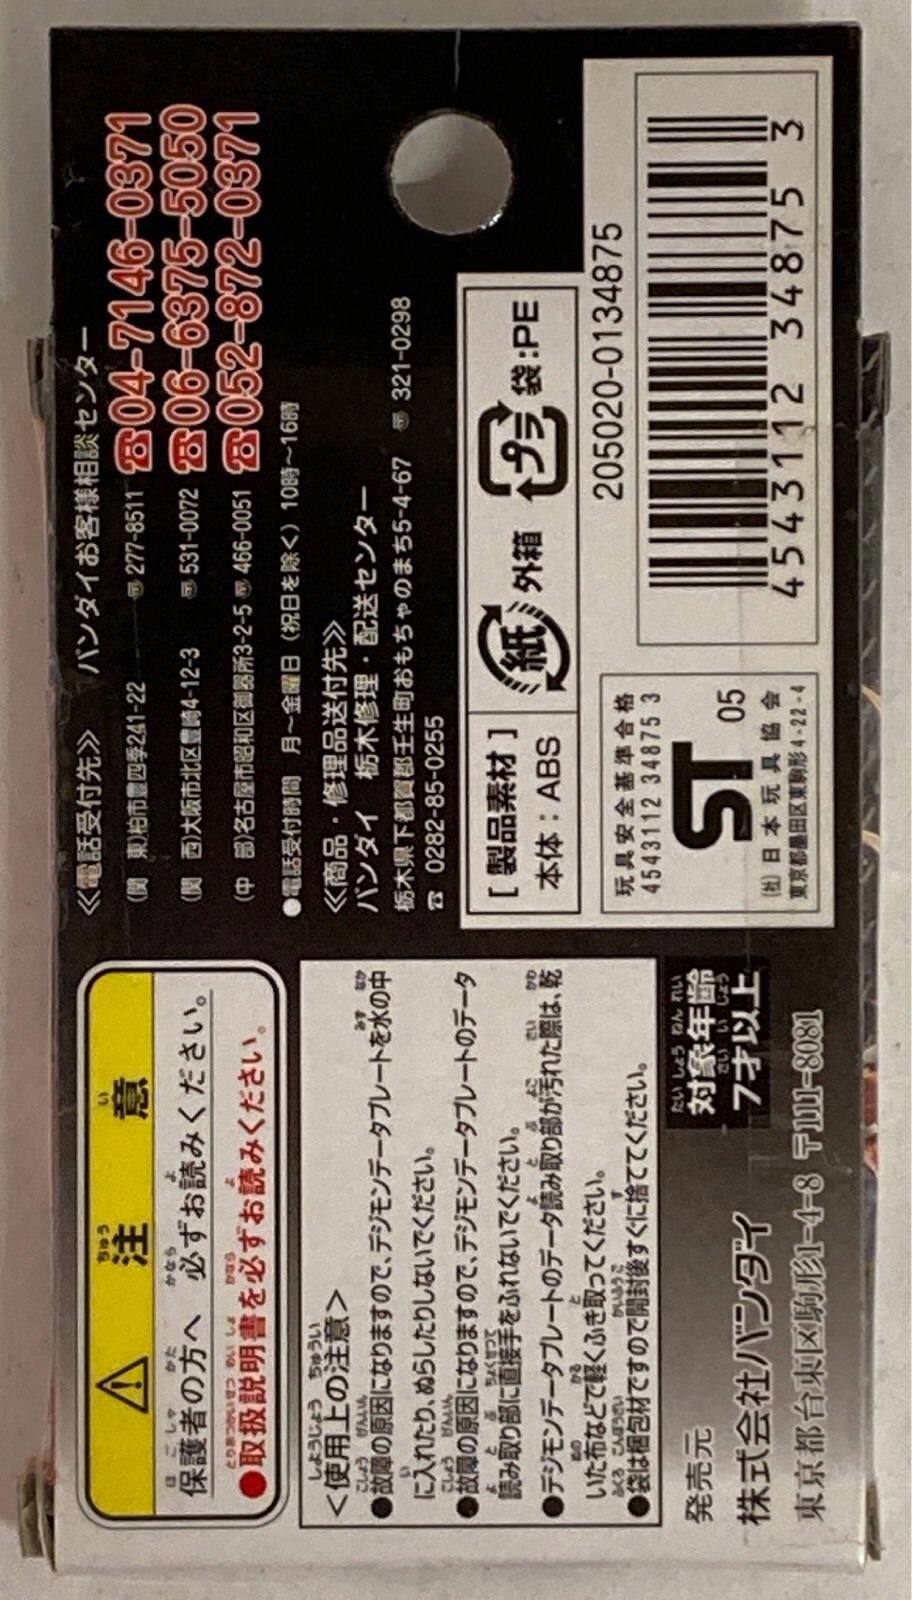 注意
保護者の方へ 必ずお読みください。
●取扱説明書を必ずお読みください。
<使用上の注意>
●故障の原因になりますので、デジモンデータプレートを水の中
に入れたり、ぬらしたりしないでください。
●故障の原因になりますので、デジモンデータプレートのデータ
読み取り部に直接手をふれないでください。
●デジモンデータプレートのデータ読み取り部が汚れた際は、乾
いた布などで軽くふき取ってください。
●袋は梱包材ですので開封後すぐに捨ててください。
対象年齢
7才以上
発売元
株式会社バンダイ
東京都台東区駒形1-4-8 〒111-8081
≪電話受付先≫ バンダイお客様相談センター
(関 東)柏市豊四季241-22 〒277-8511 ☎04-7146-0371
(関 西)大阪市北区豊崎4-12-3 〒531-0072 ☎06-6375-5050
(中 部)名古屋市昭和区御器所3-2-5 〒466-0051 ☎052-872-0371
●電話受付時間 月～金曜日(祝日を除く)10時～16時
≪商品・修理品送付先≫
バンダイ 栃木修理・配送センター
栃木県下都賀郡壬生町おもちゃのまち5-4-67 〒321-0298
☎ 0282-85-0255
[製品素材]
本体:ABS
紙 外箱 プラ 袋:PE
205020-0134875
玩具安全基準合格
4543112 34875 3
ST 05
(社)日本玩具協会
東京都墨田区東駒形4-22-4
4543112 34875 3